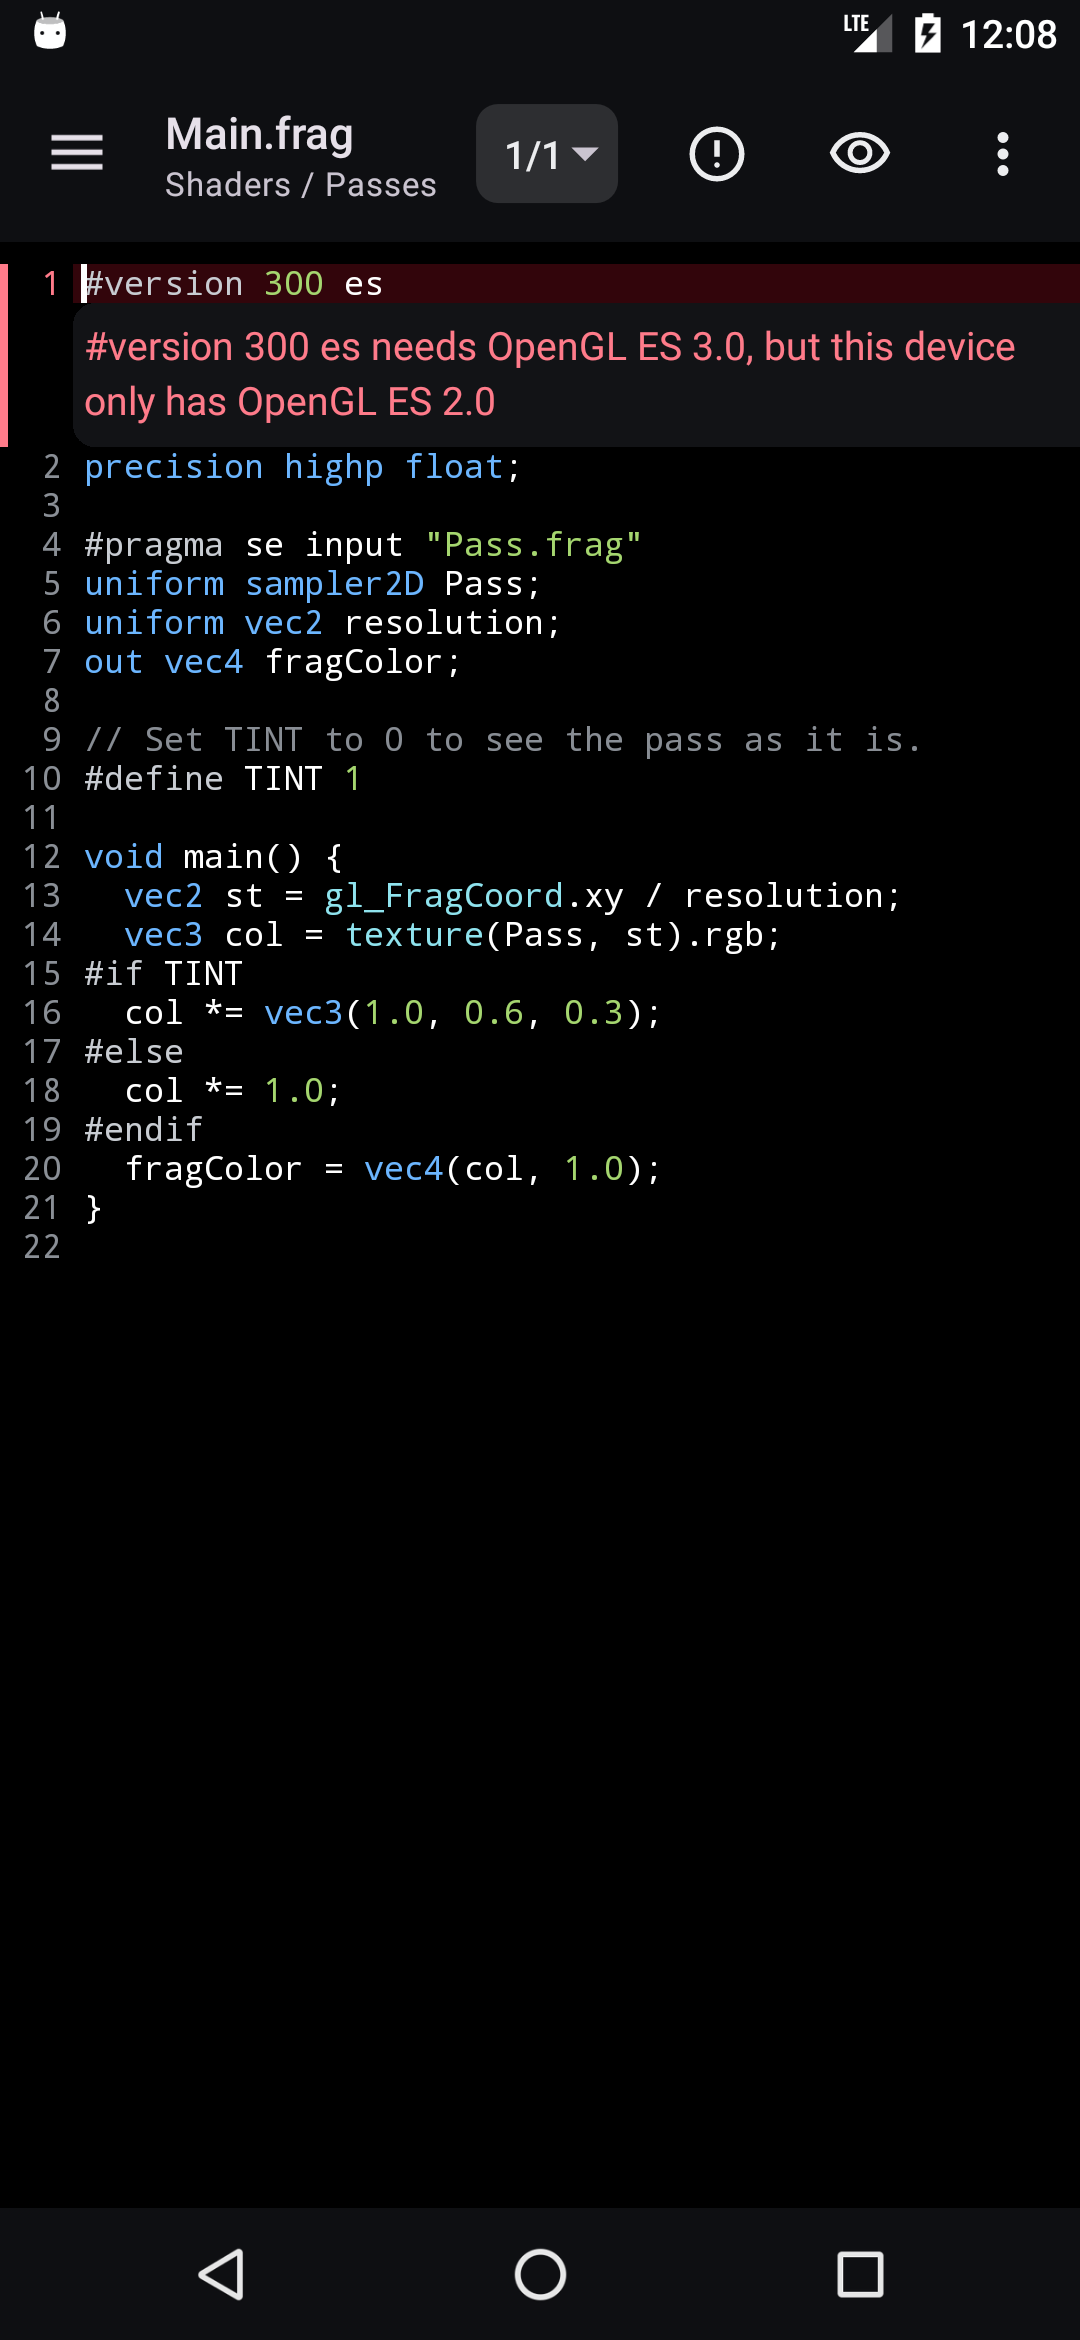 LTE 12:08
Main.frag
Shaders / Passes
1/1
1 #version 300 es
#version 300 es needs OpenGL ES 3.0, but this device
only has OpenGL ES 2.0
2 precision highp float;
3
4 #pragma se input "Pass.frag"
5 uniform sampler2D Pass;
6 uniform vec2 resolution;
7 out vec4 fragColor;
8
9 // Set TINT to 0 to see the pass as it is.
10 #define TINT 1
11
12 void main() {
13   vec2 st = gl_FragCoord.xy / resolution;
14   vec3 col = texture(Pass, st).rgb;
15 #if TINT
16   col *= vec3(1.0, 0.6, 0.3);
17 #else
18   col *= 1.0;
19 #endif
20   fragColor = vec4(col, 1.0);
21 }
22